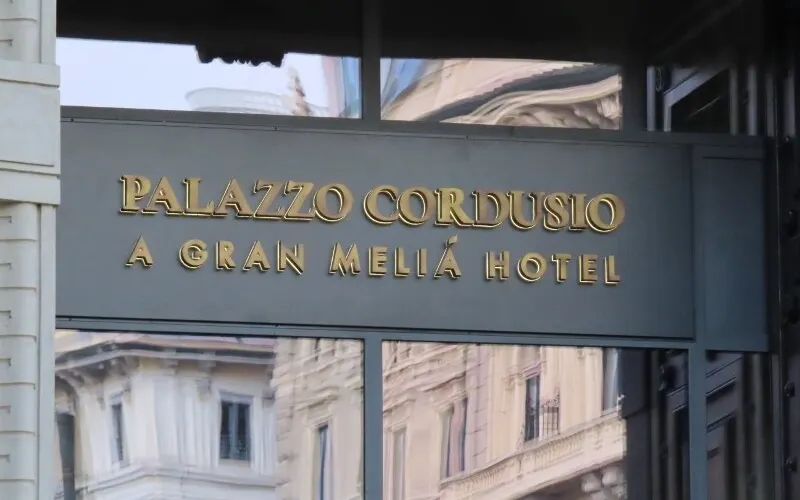 PALAZZO CORDUSIO
A GRAN MELIÁ HOTEL